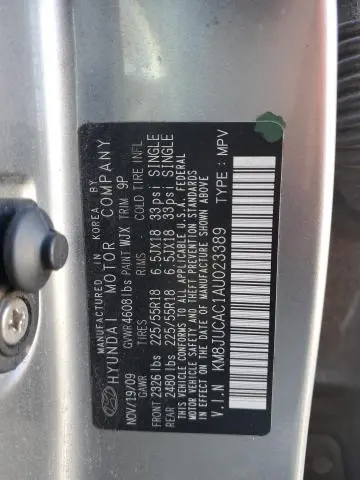 MANUFACTURED IN KOREA BY
HYUNDAI MOTOR COMPANY
NOV/19/09 GVWR 4608 lbs PAINT WJX TRIM 9P
GAWR TIRES RIMS COLD TIRE INFL
FRONT 2326 lbs 225/55R18 6.5JX18 33psi SINGLE
REAR 2480 lbs 225/55R18 6.5JX18 33psi SINGLE
THIS VEHICLE CONFORMS TO ALL APPLICABLE U.S.A. FEDERAL
MOTOR VEHICLE SAFETY, BUMPER, AND THEFT PREVENTION
STANDARDS IN EFFECT ON THE DATE OF
MANUFACTURE SHOWN ABOVE.
V.I.N KM8JUCAC1AU023389 TYPE: MPV